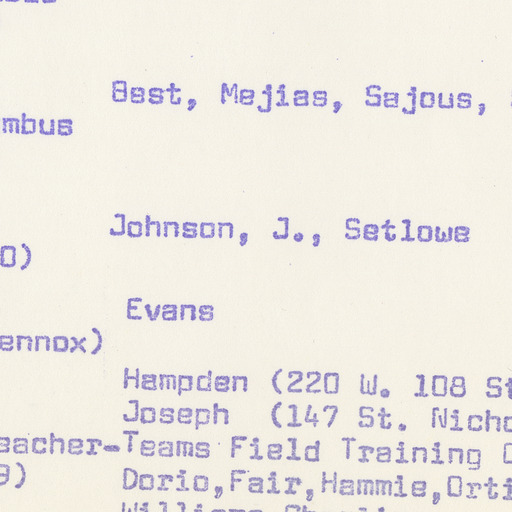 Best, Mejias, Sajous,
mbus
Johnson, J., Setlowe
0)
Evans
ennox)
Hampden (220 W. 108 St
Joseph (147 St. Nicho
eacher-Teams Field Training
9) Dorio,Fair,Hammie,Orti